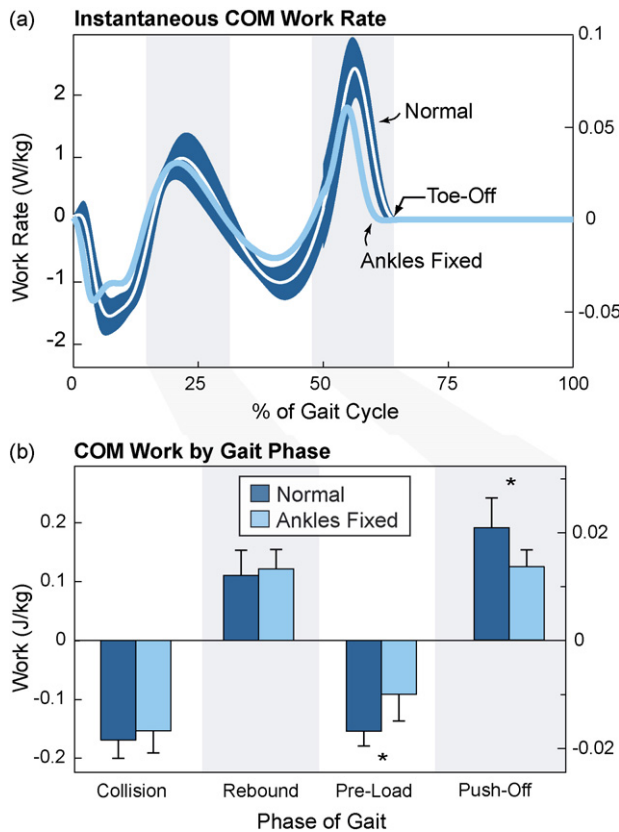 (a) Instantaneous COM Work Rate
Work Rate (W/kg)
2
1
0
-1
-2
0.1
0.05
0
-0.05
Normal
Toe-Off
Ankles Fixed
0
25
50
75
100
% of Gait Cycle
(b) COM Work by Gait Phase
Work (J/kg)
0.2
0.1
0
-0.1
-0.2
Normal
Ankles Fixed
*
*
0.02
0
-0.02
Collision
Rebound
Pre-Load
Push-Off
Phase of Gait